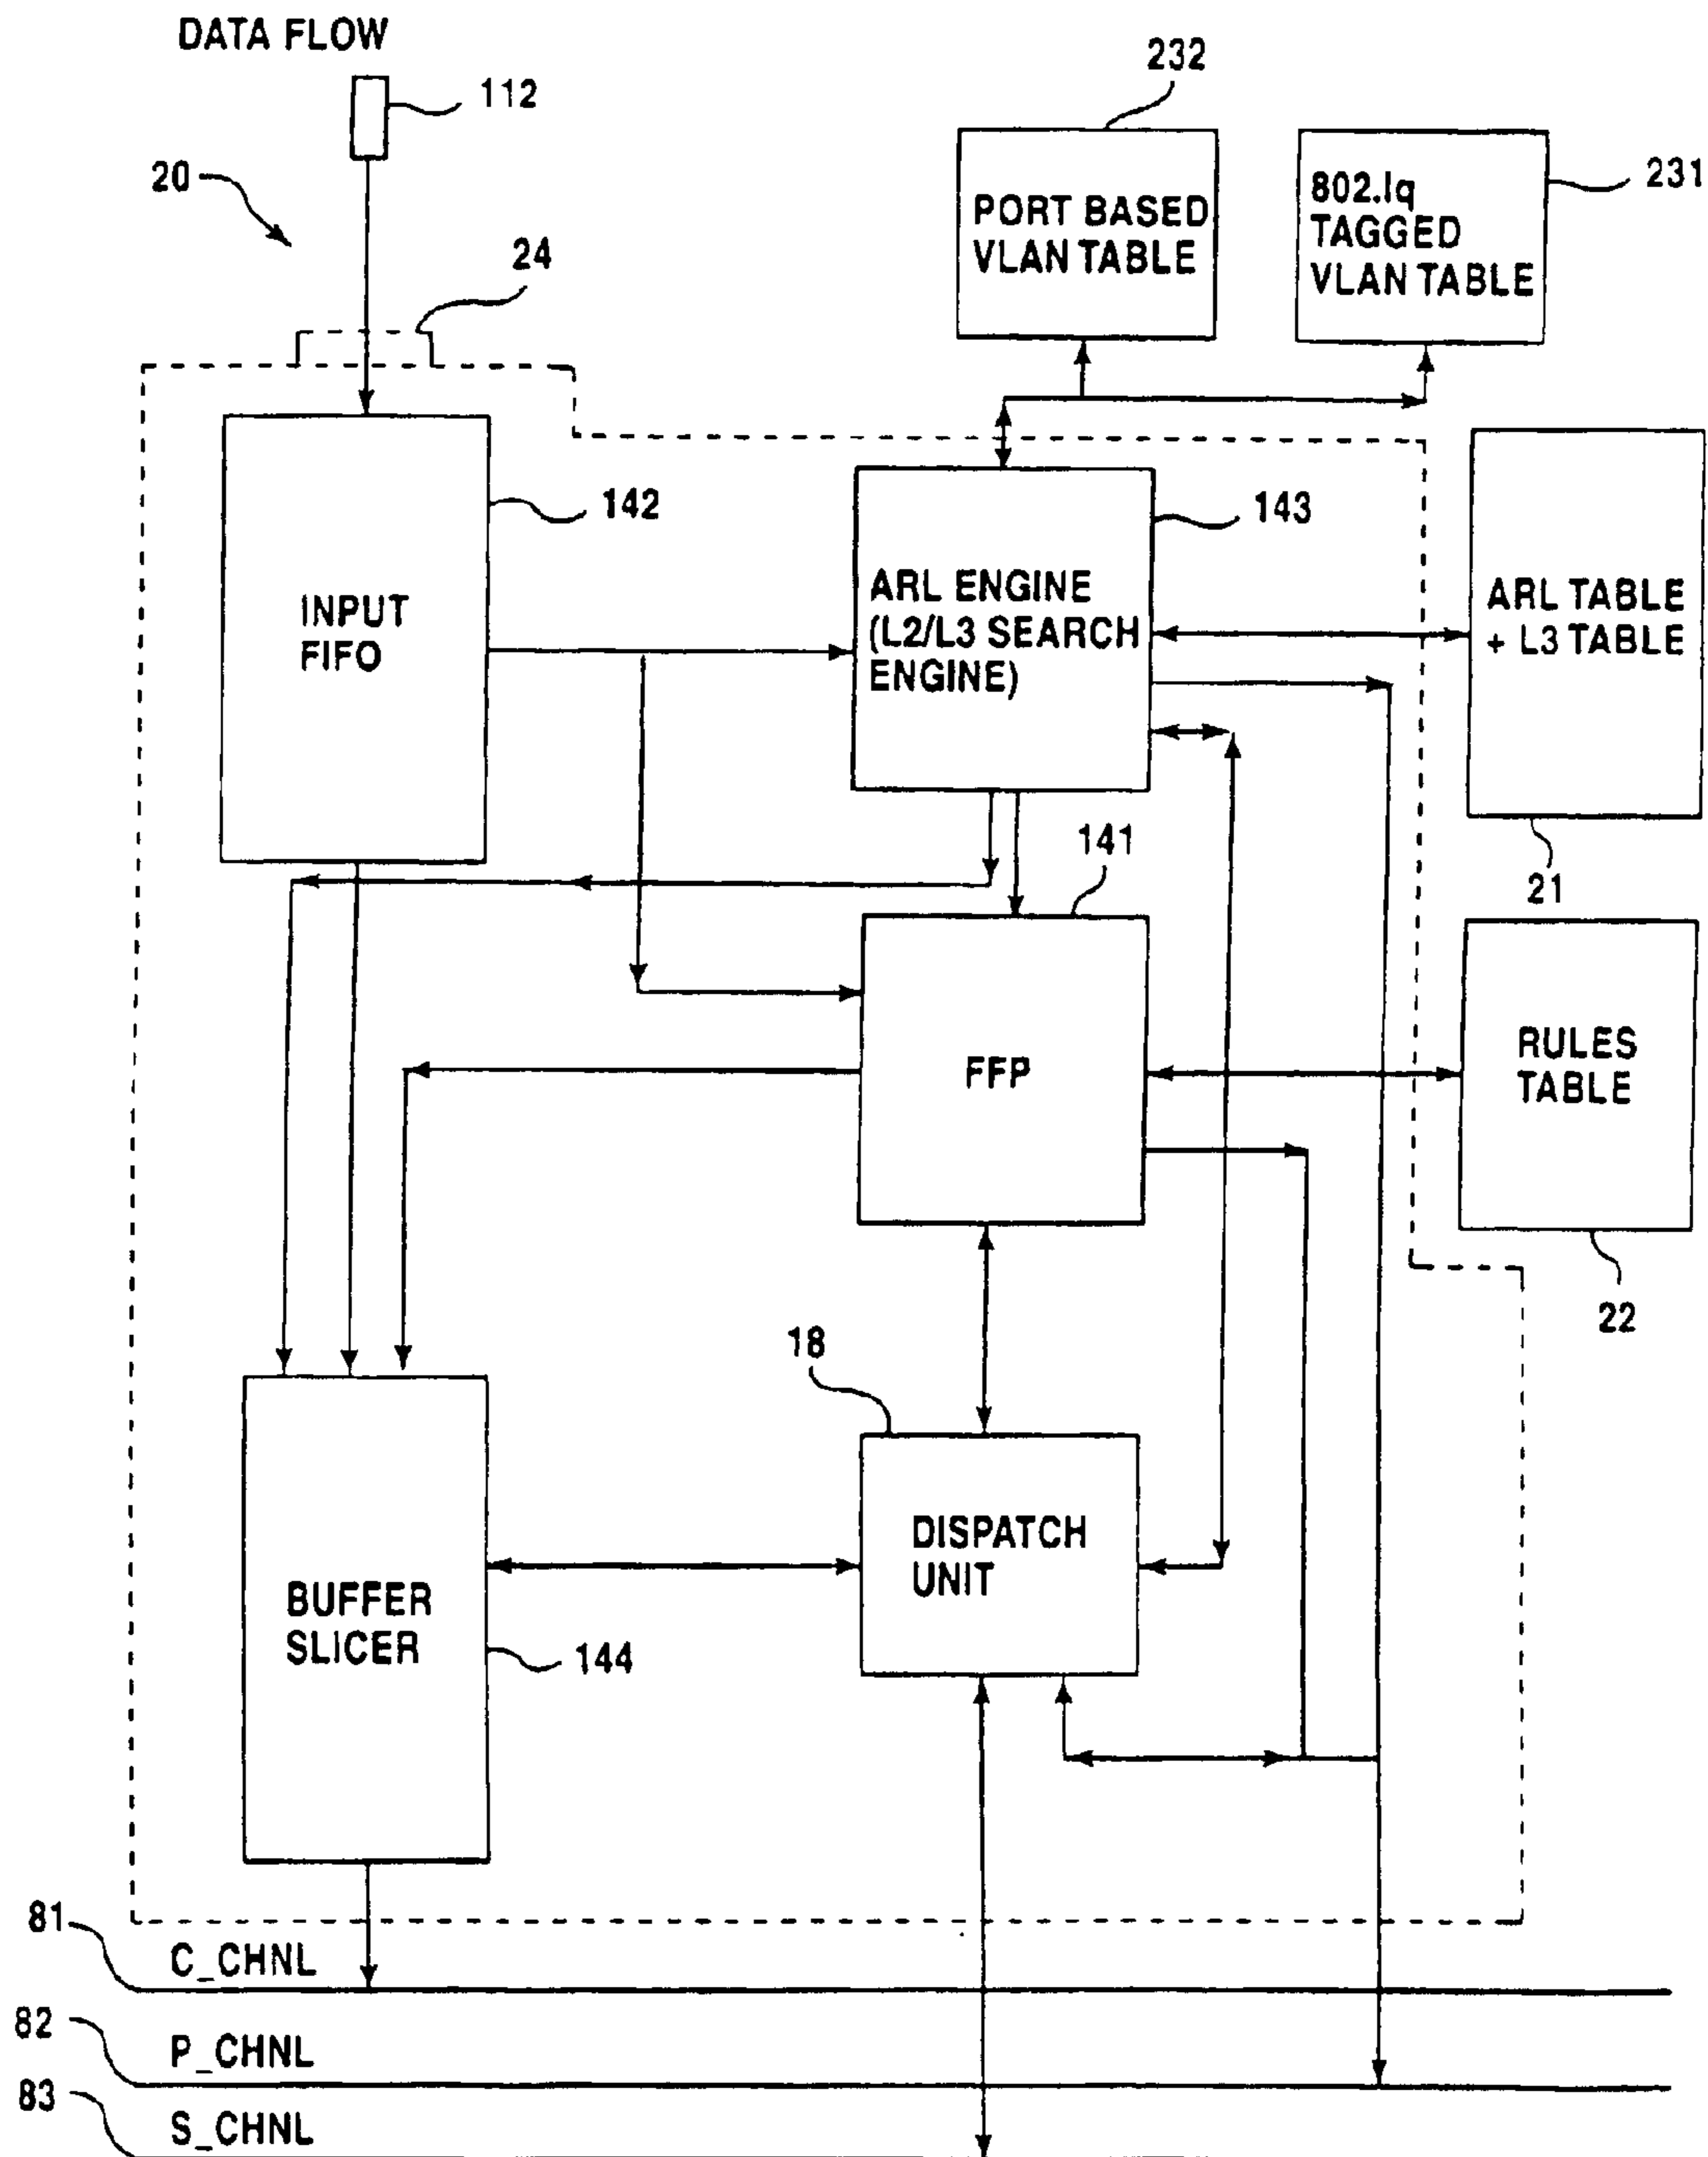 DATA FLOW
112
20
24
232
PORT BASED
VLAN TABLE
231
802.1q
TAGGED
VLAN TABLE
INPUT
FIFO
142
143
ARL ENGINE
(L2/L3 SEARCH
ENGINE)
ARL TABLE
+ L3 TABLE
21
141
FFP
RULES
TABLE
22
18
DISPATCH
UNIT
BUFFER
SLICER
144
81
C_CHNL
82
P_CHNL
83
S_CHNL